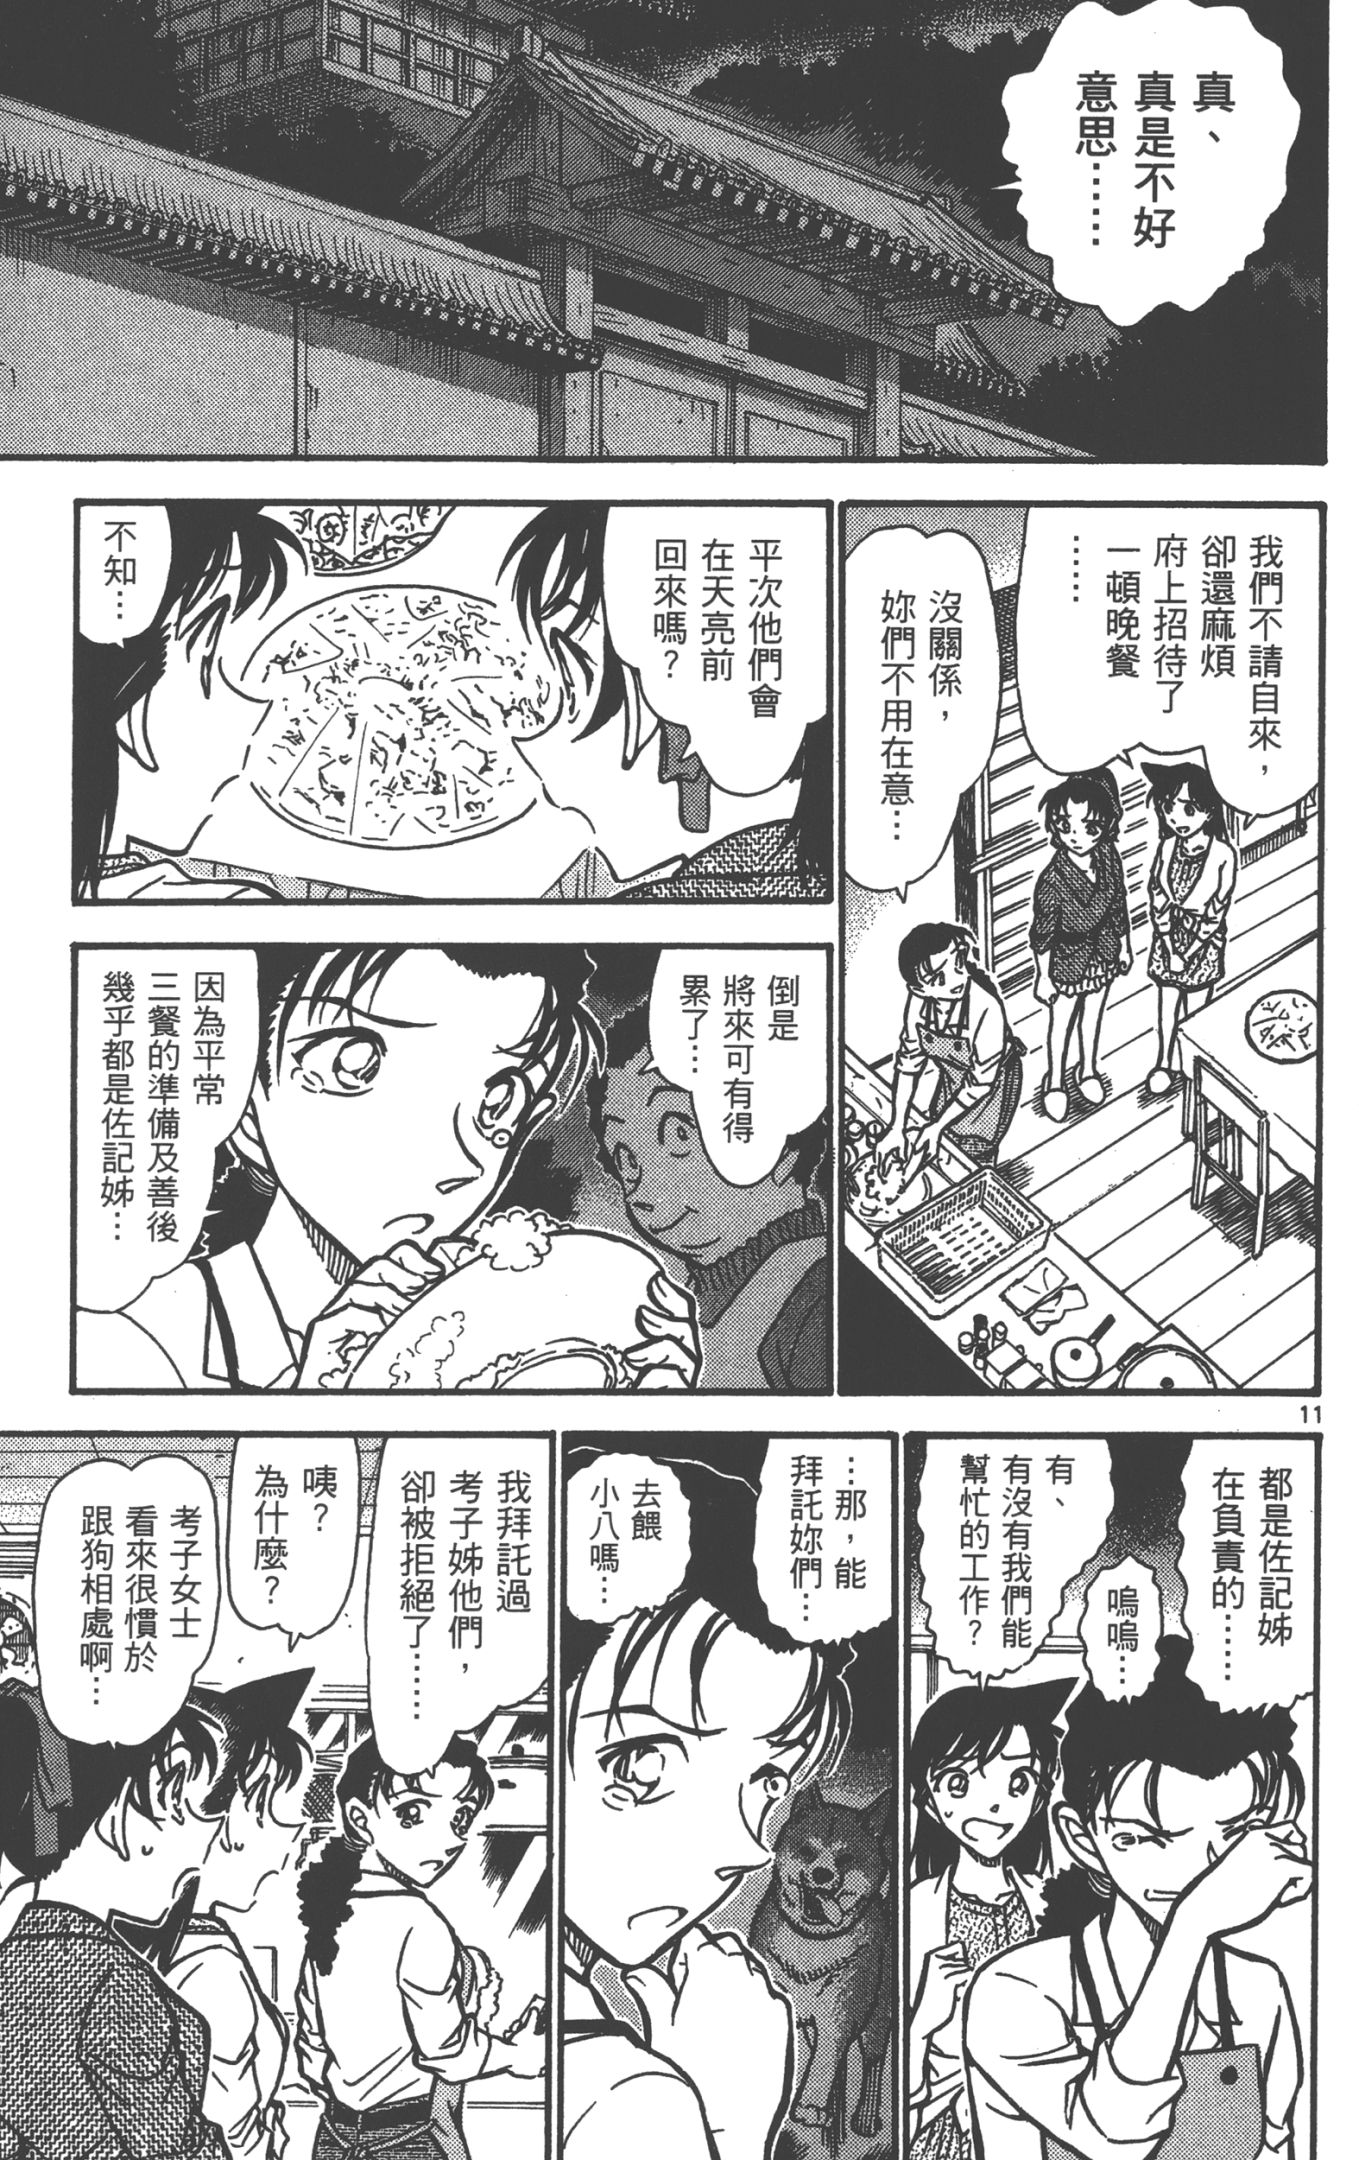 真、
真是不好
意思……
我們不請自來，
卻還麻煩
府上招待了
一頓晚餐
……
沒關係，
妳們不用在意…
平次他們會
在天亮前
回來嗎？
不知…
倒是
將來可有得
累了…
因為平常
三餐的準備及善後
幾乎都是佐記姊…
11
都是佐記姊
在負責的……
嗚嗚…
有、
有沒有我們能
幫忙的工作？
…那，能
拜託妳們…
去餵
小八嗎…
我拜託過
考子姊他們，
卻被拒絕了……
咦？
為什麼？
考子女士
看來很慣於
跟狗相處啊…